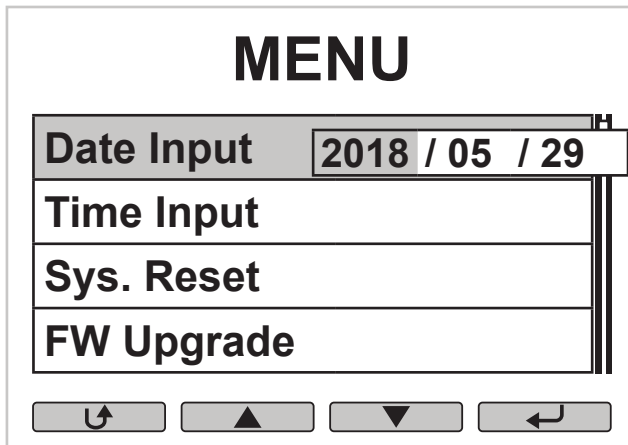 MENU
Date Input 2018 / 05 / 29
Time Input
Sys. Reset
FW Upgrade